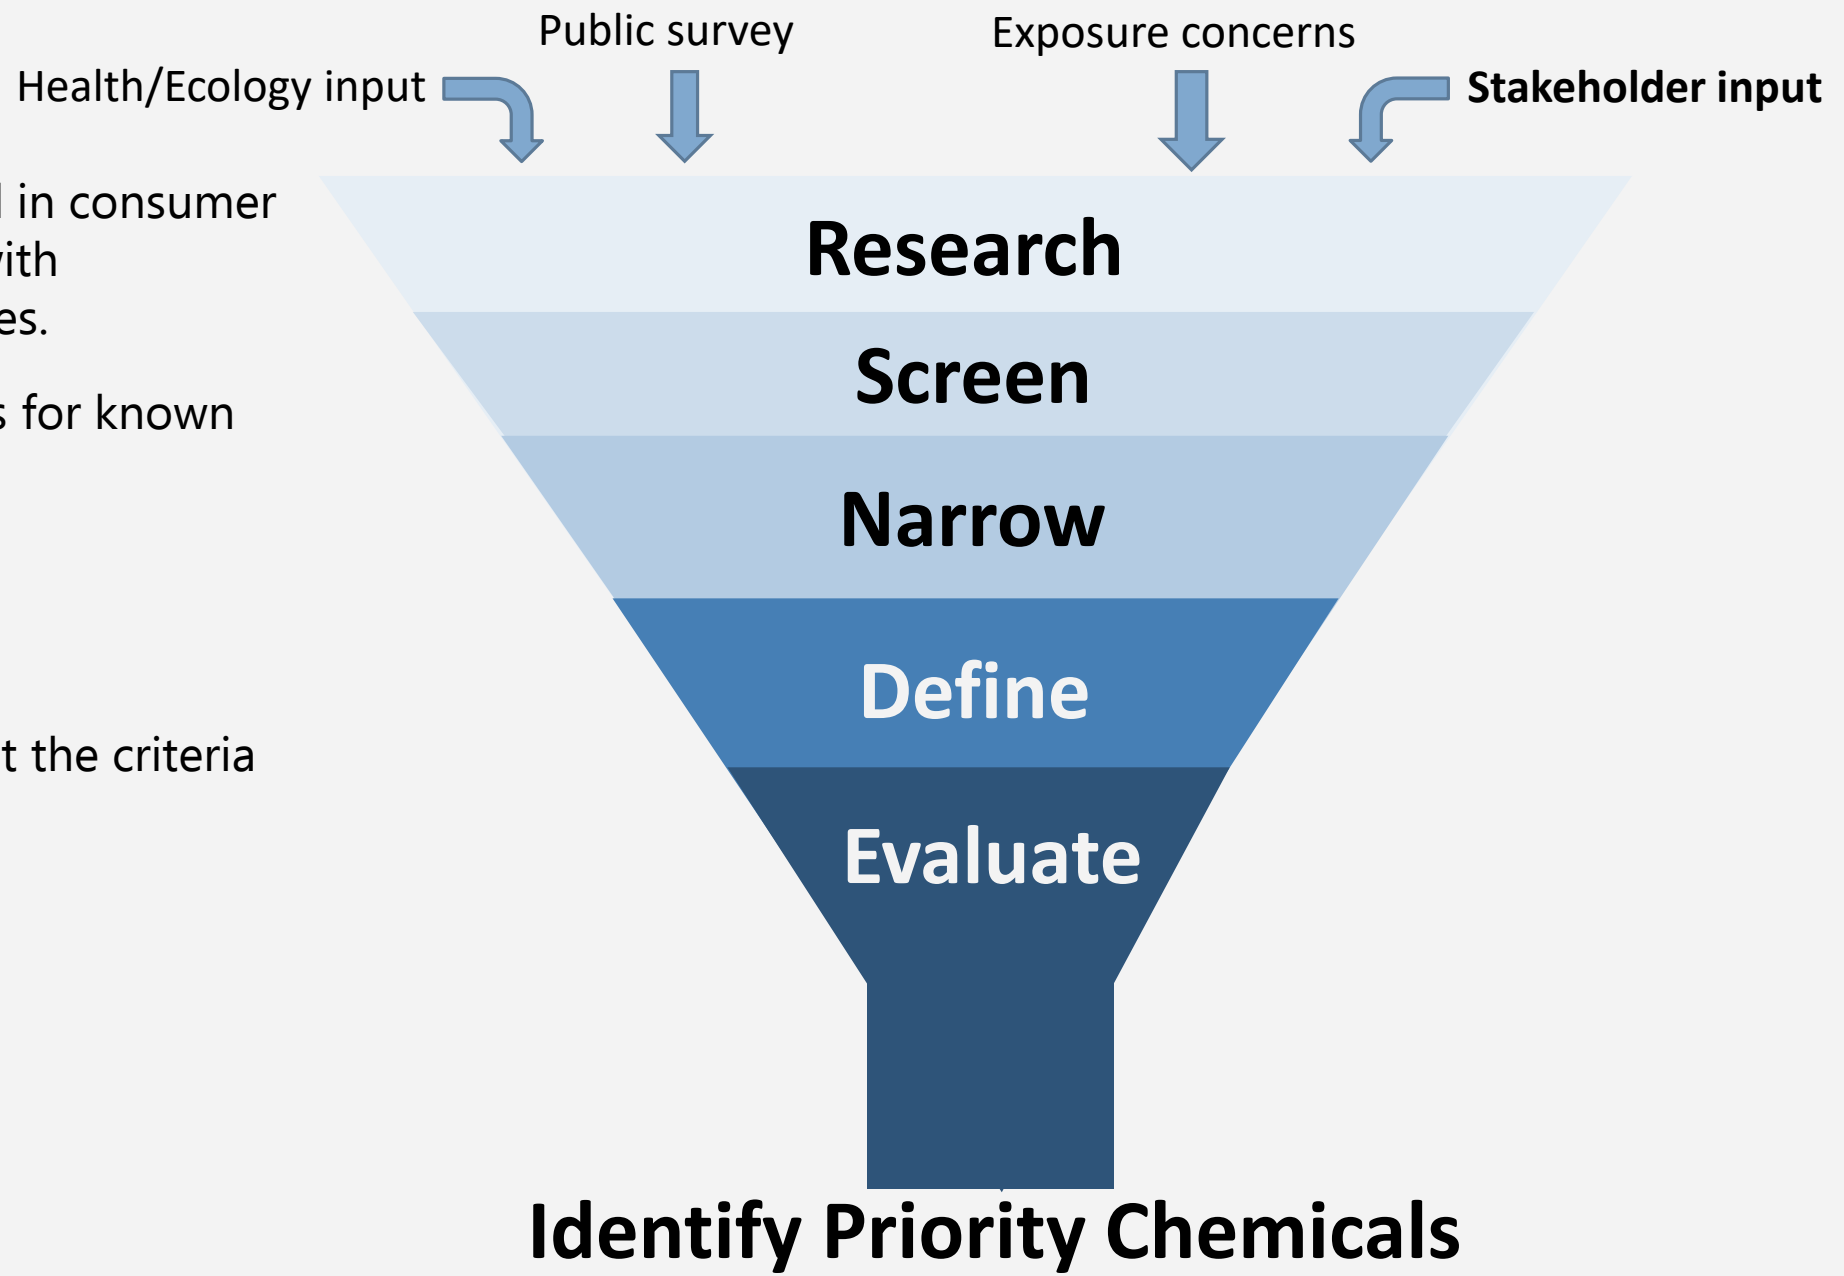 Public survey
Exposure concerns
Health/Ecology input
Stakeholder input
in consumer
Research
es.
Screen
s for known
Narrow
Define
t the criteria
Evaluate
Identify Priority Chemicals